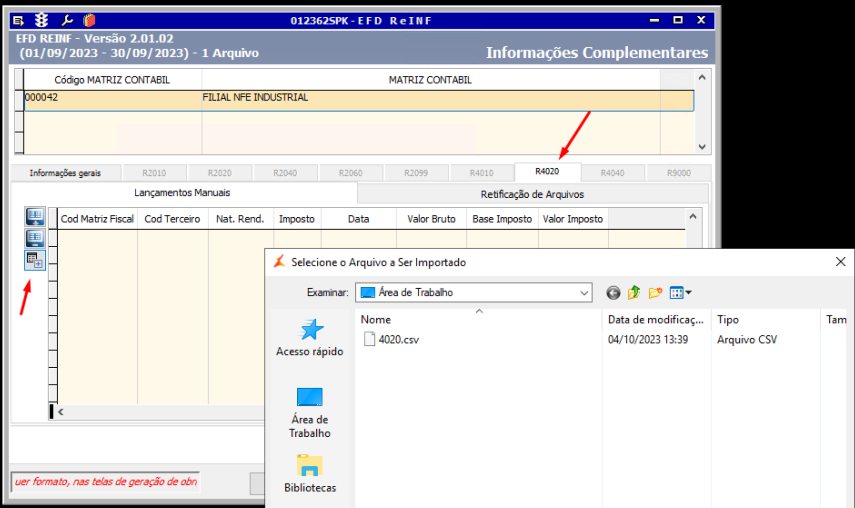 012362SPK - EFD ReINF
EFD REINF - Versão 2.01.02
(01/09/2023 - 30/09/2023) - 1 Arquivo
Informações Complementares
Código MATRIZ CONTABIL MATRIZ CONTABIL
000042 FILIAL NFE INDUSTRIAL
Informações gerais R2010 R2020 R2040 R2060 R2099 R4010 R4020 R4040 R9000
Lançamentos Manuais Retificação de Arquivos
Cod Matriz Fiscal Cod Terceiro Nat. Rend. Imposto Data Valor Bruto Base Imposto Valor Imposto
Selecione o Arquivo a Ser Importado
Examinar: Área de Trabalho
Nome Data de modificaç... Tipo Tam
4020.csv 04/10/2023 13:39 Arquivo CSV
Acesso rápido
Área de
Trabalho
Bibliotecas
uer formato, nas telas de geração de obri